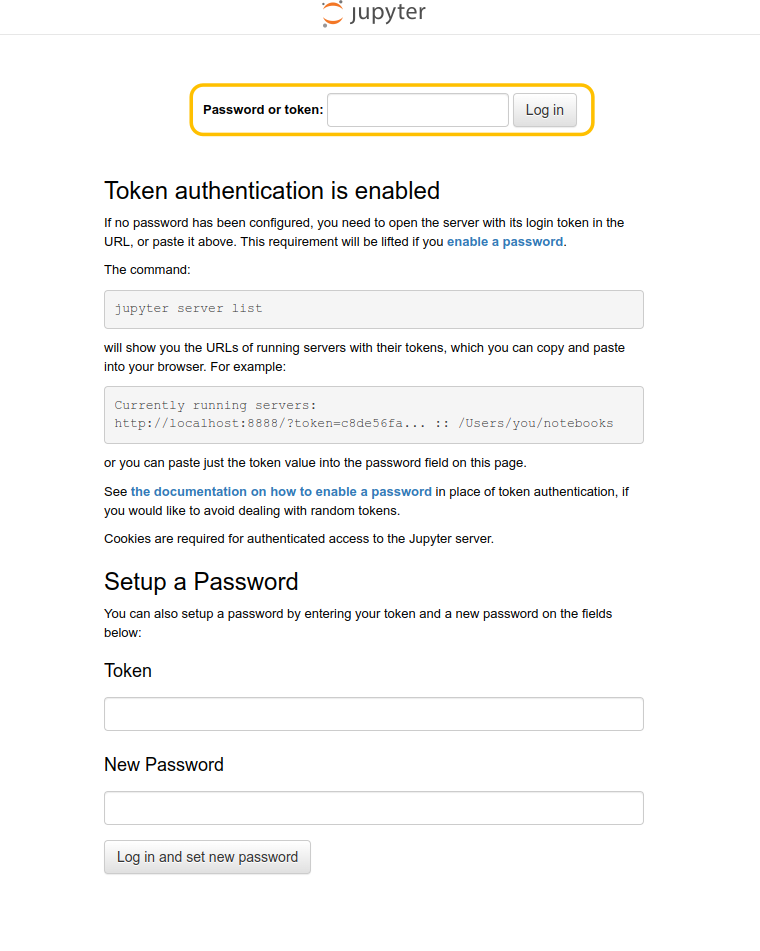 jupyter
Password or token: Log in
Token authentication is enabled
If no password has been configured, you need to open the server with its login token in the
URL, or paste it above. This requirement will be lifted if you enable a password.
The command:
jupyter server list
will show you the URLs of running servers with their tokens, which you can copy and paste
into your browser. For example:
Currently running servers:
http://localhost:8888/?token=c8de56fa... :: /Users/you/notebooks
or you can paste just the token value into the password field on this page.
See the documentation on how to enable a password in place of token authentication, if
you would like to avoid dealing with random tokens.
Cookies are required for authenticated access to the Jupyter server.
Setup a Password
You can also setup a password by entering your token and a new password on the fields
below:
Token
New Password
Log in and set new password